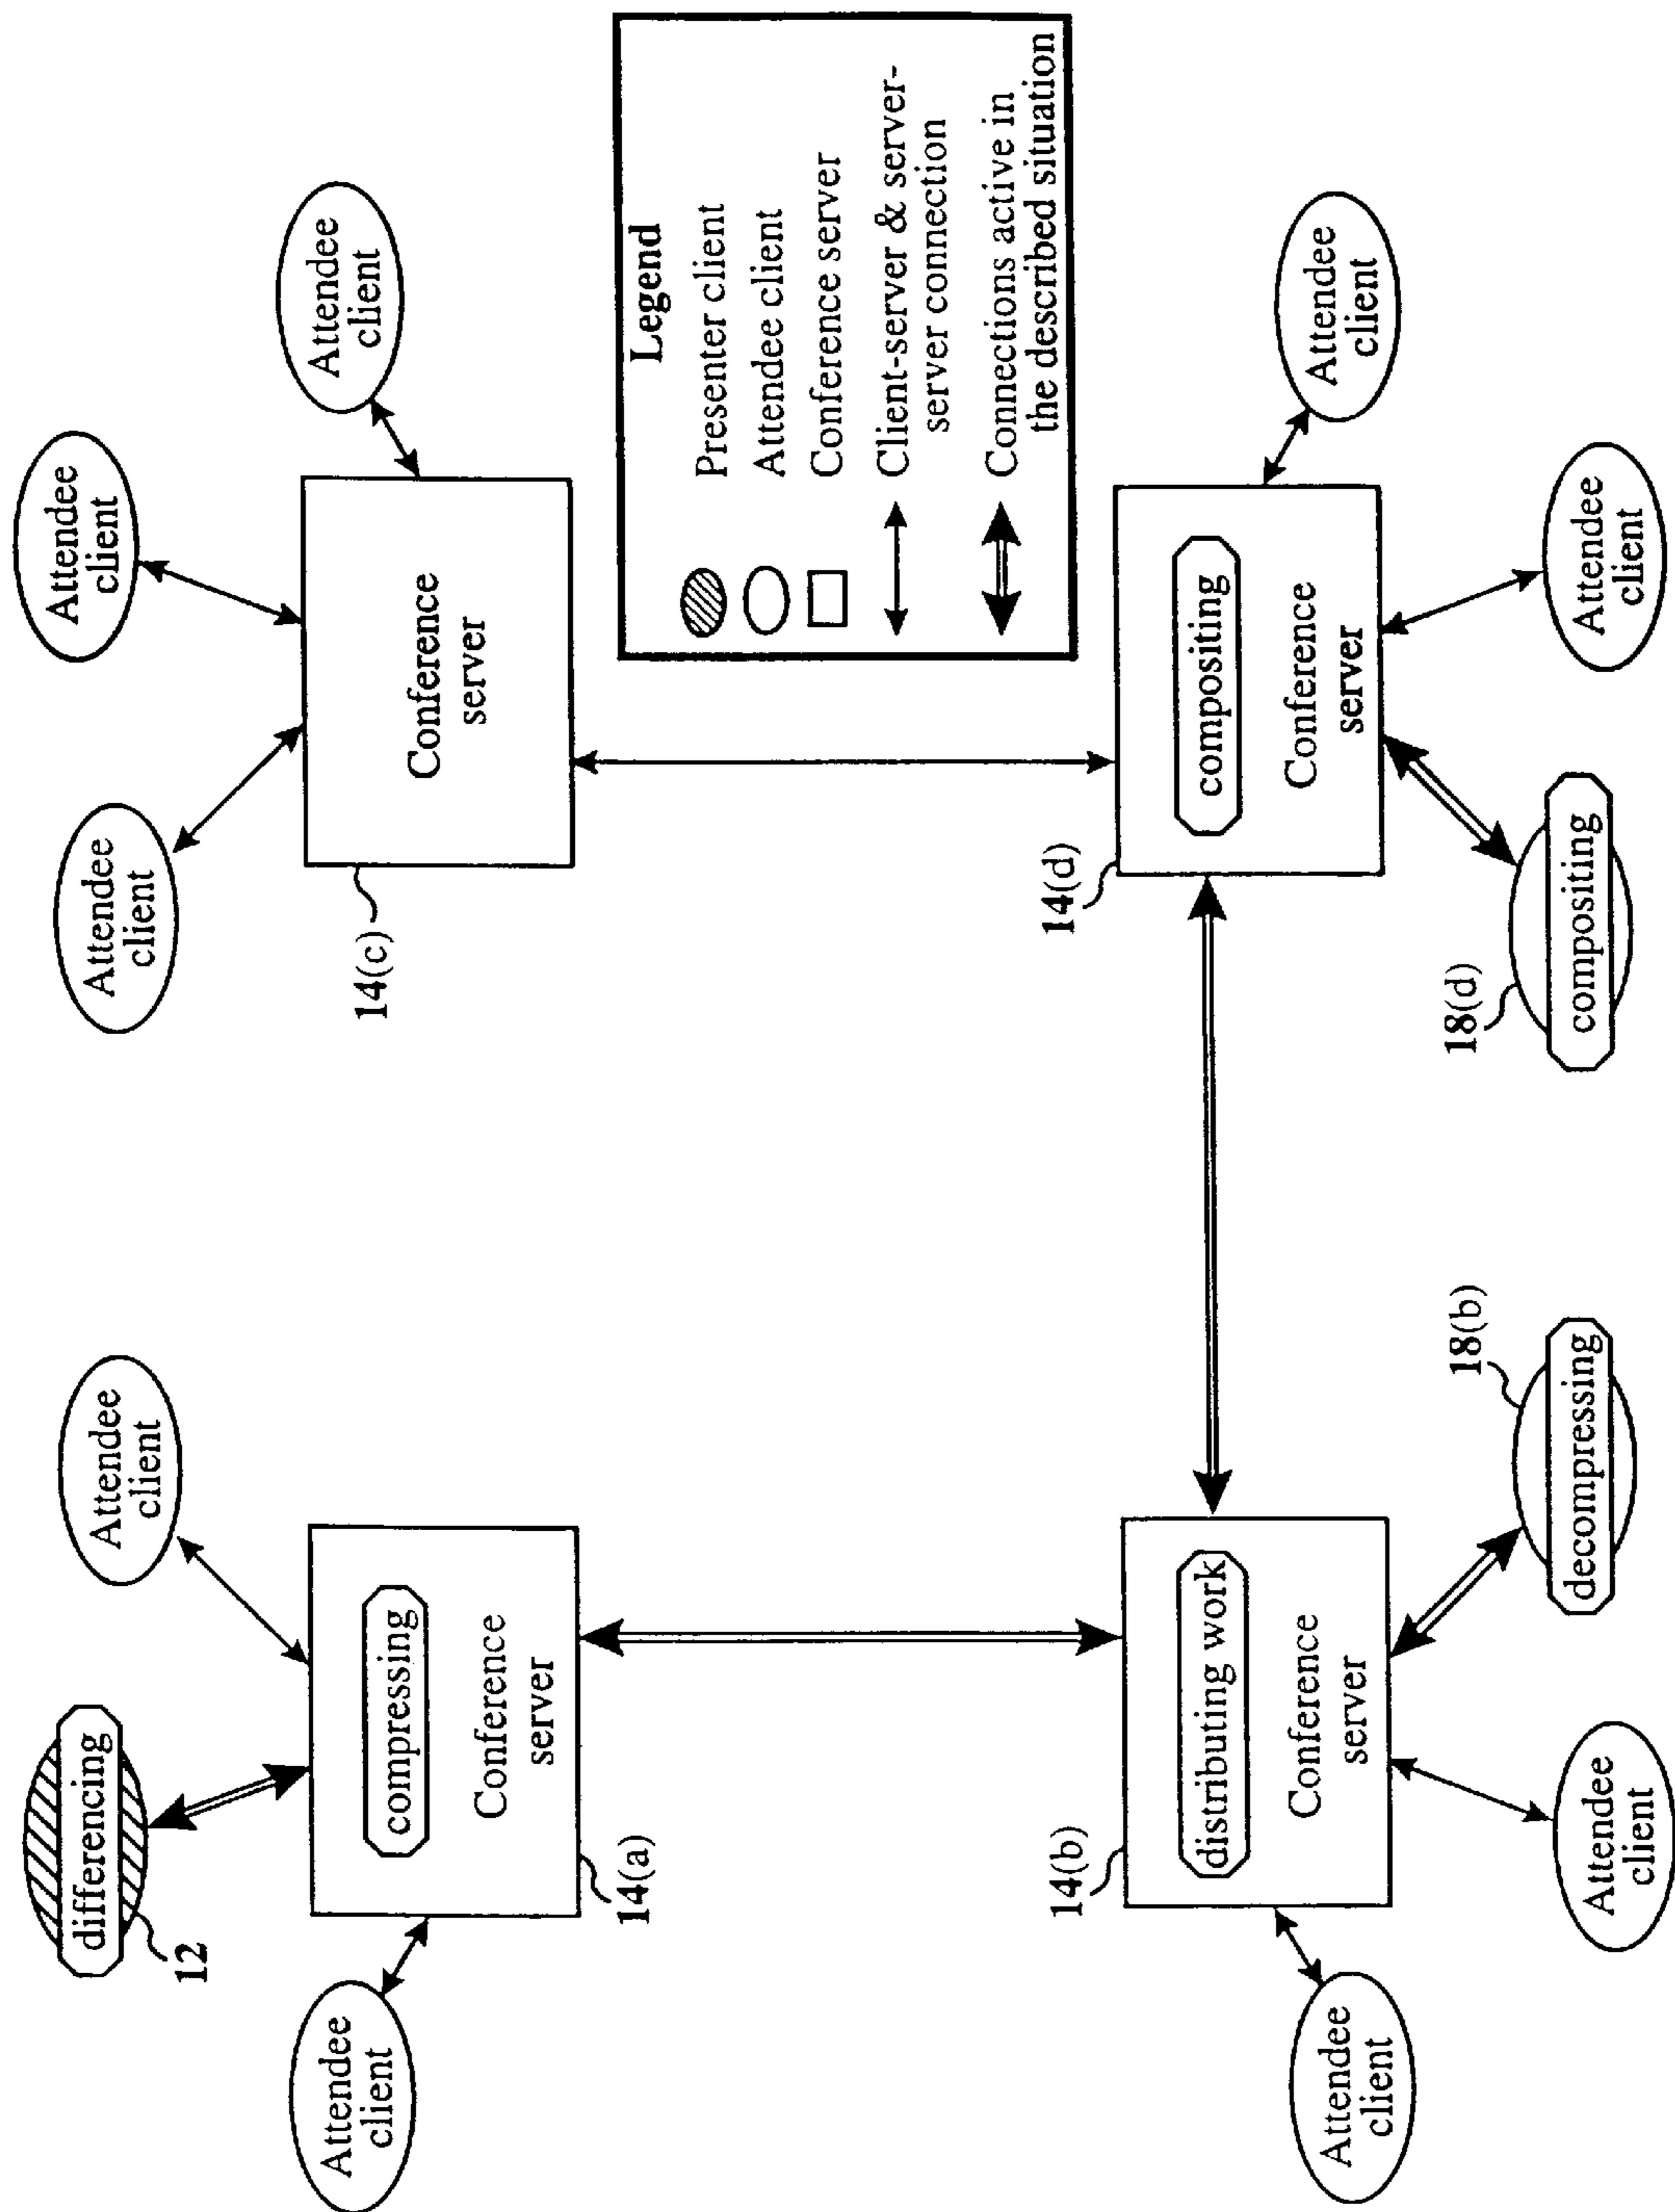 differencing
12
Attendee
client
Attendee
client
Attendee
client
Attendee
client
compressing
Conference
server
14(a)
14(c)
Conference
server
Attendee
client
Attendee
client
Legend
Presenter client
Attendee client
Conference server
Client-server & server-
server connection
Connections active in
the described situation
14(b)
distributing work
Conference
server
14(d)
compositing
Conference
server
Attendee
client
Attendee
client
Attendee
client
18(b)
decompressing
18(d)
compositing
Attendee
client